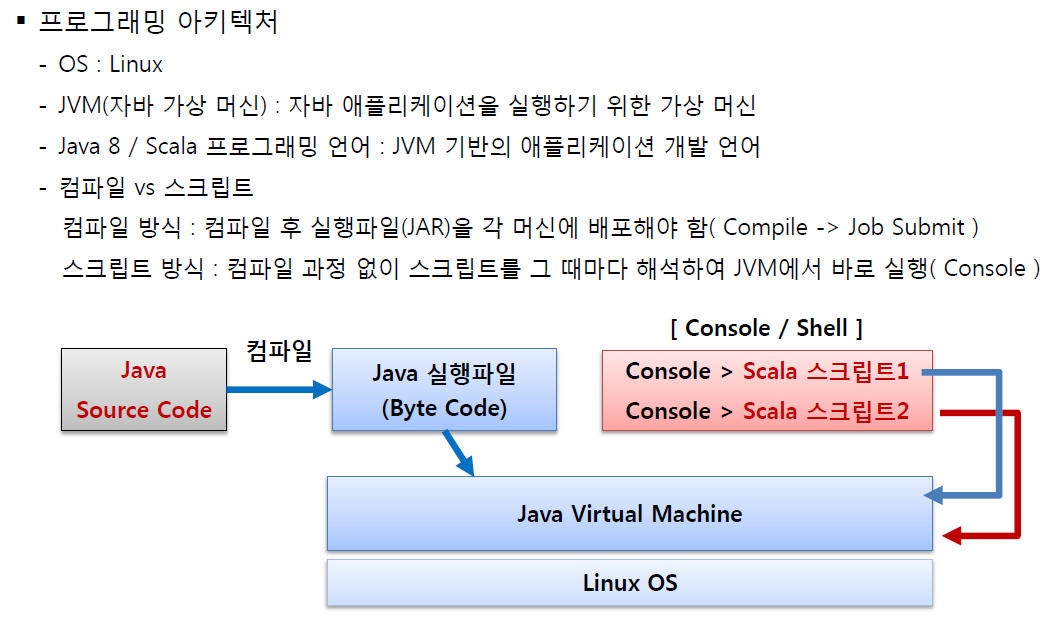 ▪ 프로그래밍 아키텍처
- OS : Linux
- JVM(자바 가상 머신) : 자바 애플리케이션을 실행하기 위한 가상 머신
- Java 8 / Scala 프로그래밍 언어 : JVM 기반의 애플리케이션 개발 언어
- 컴파일 vs 스크립트
컴파일 방식 : 컴파일 후 실행파일(JAR)을 각 머신에 배포해야 함( Compile -> Job Submit )
스크립트 방식 : 컴파일 과정 없이 스크립트를 그 때마다 해석하여 JVM에서 바로 실행( Console )
[ Console / Shell ]
컴파일
Java
Source Code
Java 실행파일
(Byte Code)
Console > Scala 스크립트1
Console > Scala 스크립트2
Java Virtual Machine
Linux OS